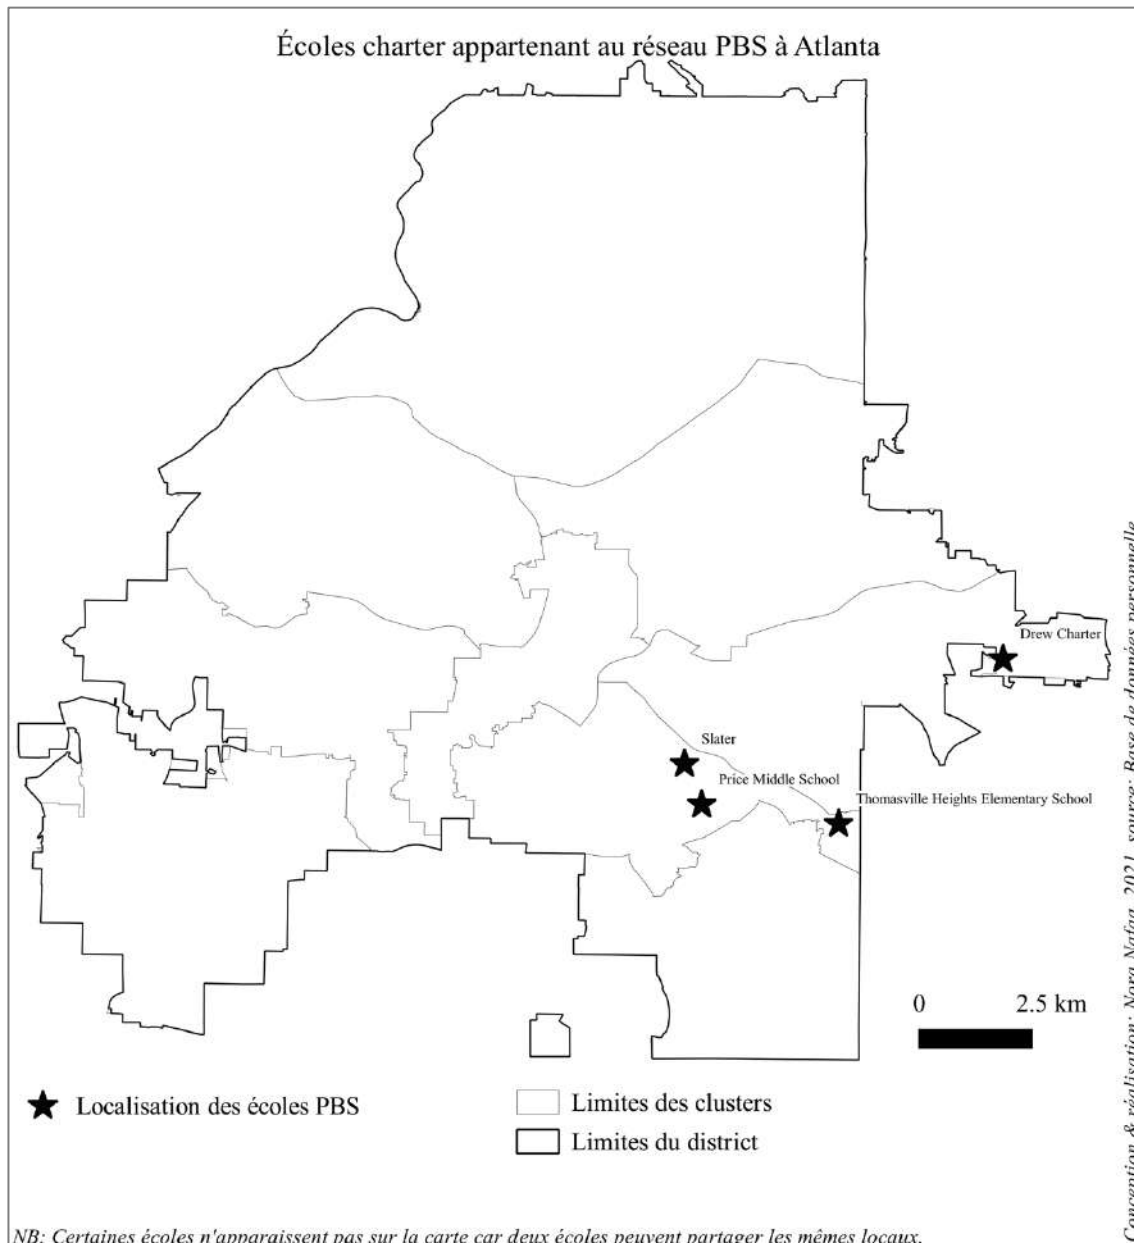 Écoles charter appartenant au réseau PBS à Atlanta
Drew Charter
Slater
Price Middle School
Thomasville Heights Elementary School
0 2.5 km
Localisation des écoles PBS
Limites des clusters
Limites du district
Conception & réalisation: Nora Nafaa, 2021, source: Base de données personnelle
NB: Certaines écoles n'apparaissent pas sur la carte car deux écoles peuvent partager les mêmes locaux.